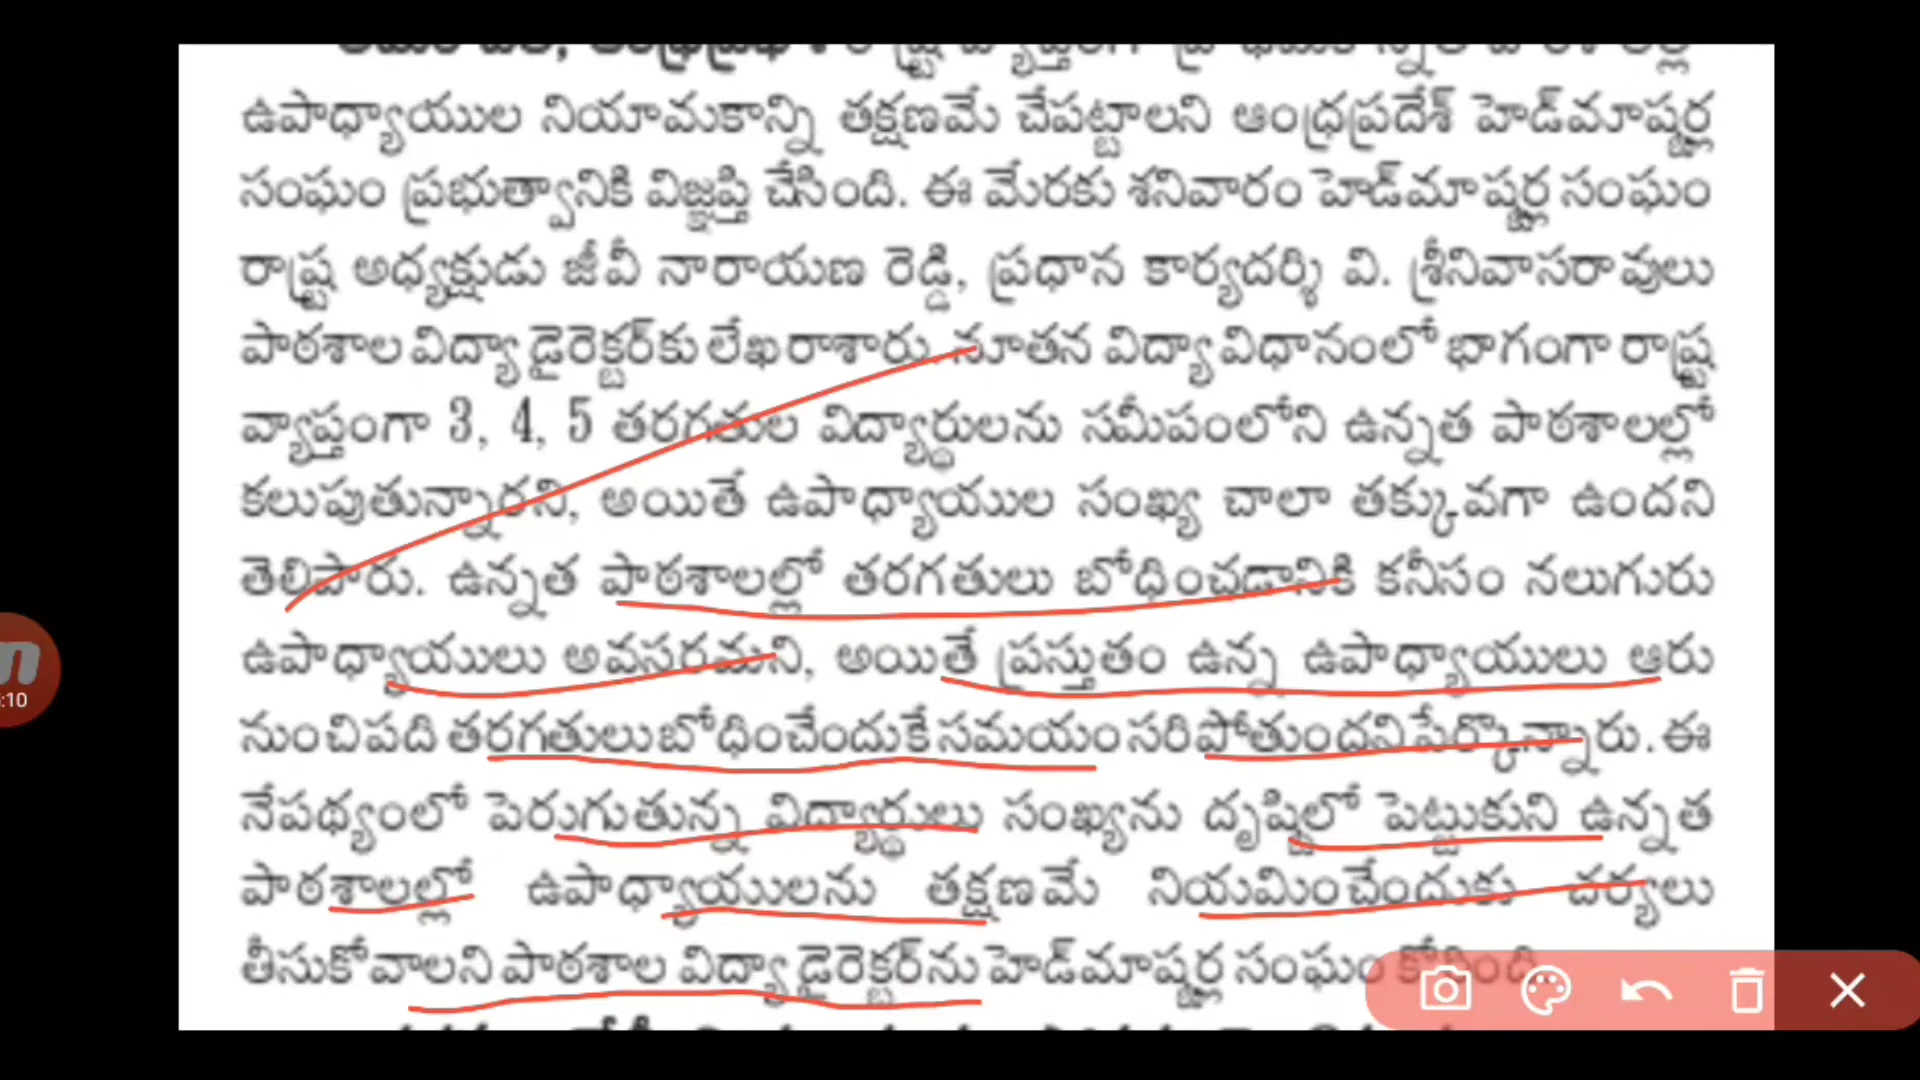 ఉపాధ్యాయుల నియామకాన్ని తక్షణమే చేపట్టాలని ఆంధ్రప్రదేశ్ హెడ్‌మాష్టర్ల
సంఘం ప్రభుత్వానికి విజ్ఞప్తి చేసింది. ఈ మేరకు శనివారం హెడ్‌మాష్టర్ల సంఘం
రాష్ట్ర అధ్యక్షుడు జీవీ నారాయణ రెడ్డి, ప్రధాన కార్యదర్శి వి. శ్రీనివాసరావులు
పాఠశాల విద్యా డైరెక్టర్‌కు లేఖ రాశారు. నూతన విద్యా విధానంలో భాగంగా రాష్ట్ర
వ్యాప్తంగా 3, 4, 5 తరగతుల విద్యార్థులను సమీపంలోని ఉన్నత పాఠశాలల్లో
కలుపుతున్నారని, అయితే ఉపాధ్యాయుల సంఖ్య చాలా తక్కువగా ఉందని
తెలిపారు. ఉన్నత పాఠశాలల్లో తరగతులు బోధించడానికి కనీసం నలుగురు
ఉపాధ్యాయులు అవసరమని, అయితే ప్రస్తుతం ఉన్న ఉపాధ్యాయులు ఆరు
నుంచి పది తరగతులు బోధించేందుకే సమయం సరిపోతుందని పేర్కొన్నారు. ఈ
నేపథ్యంలో పెరుగుతున్న విద్యార్థులు సంఖ్యను దృష్టిలో పెట్టుకుని ఉన్నత
పాఠశాలల్లో ఉపాధ్యాయులను తక్షణమే నియమించేందుకు చర్యలు
తీసుకోవాలని పాఠశాల విద్యా డైరెక్టర్‌ను హెడ్‌మాష్టర్ల సంఘం కోరింది.
:10